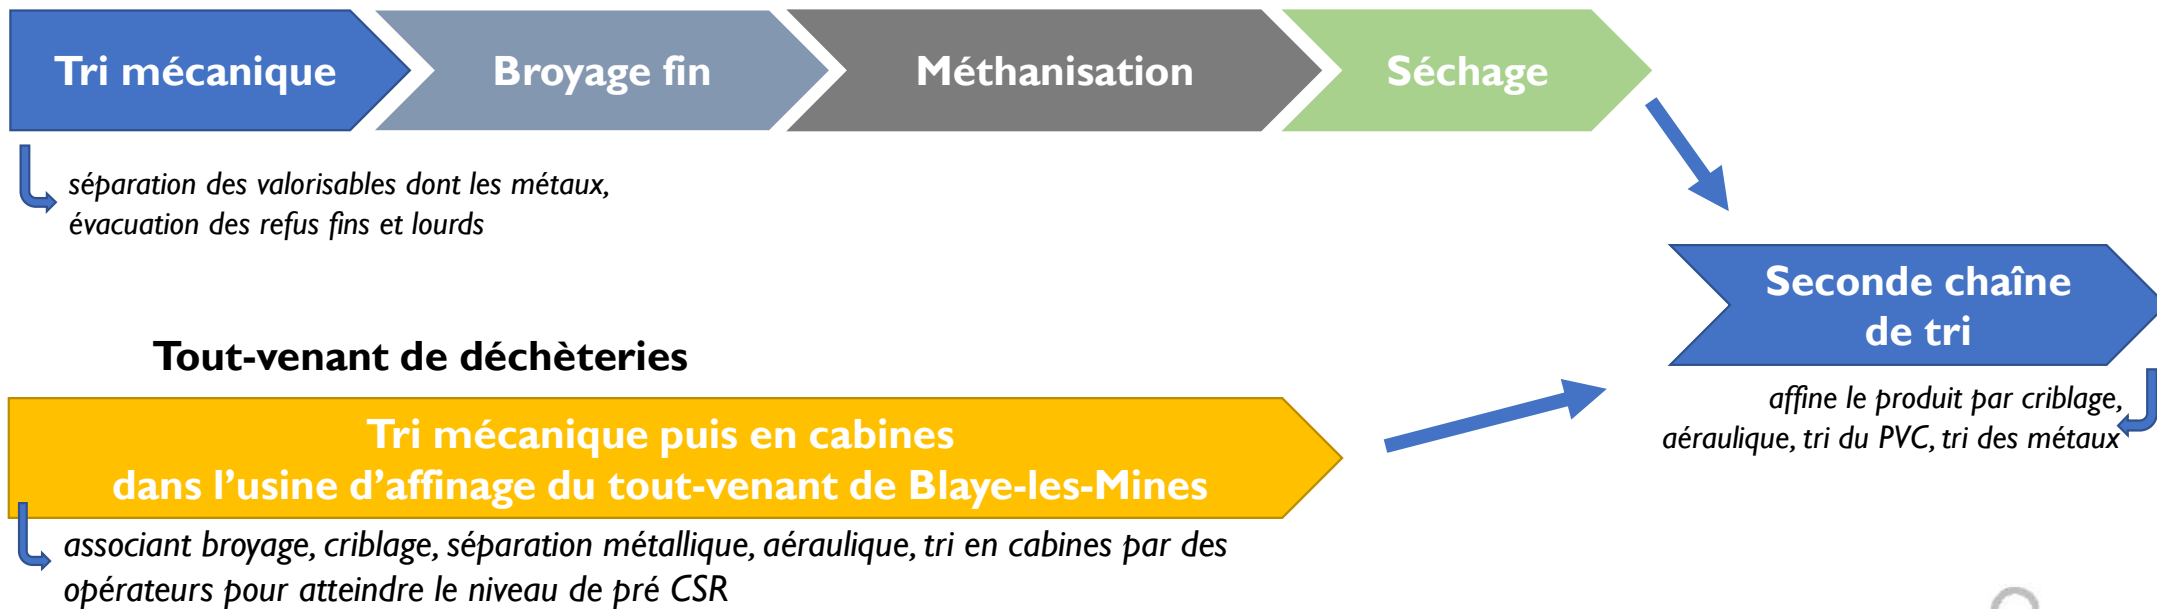 Tri mécanique
Broyage fin
Méthanisation
Séchage
séparation des valorisables dont les métaux,
évacuation des refus fins et lourds
Seconde chaîne
de tri
affine le produit par criblage,
aéraulique, tri du PVC, tri des métaux
Tout-venant de déchèteries
Tri mécanique puis en cabines
dans l’usine d’affinage du tout-venant de Blaye-les-Mines
associant broyage, criblage, séparation métallique, aéraulique, tri en cabines par des
opérateurs pour atteindre le niveau de pré CSR